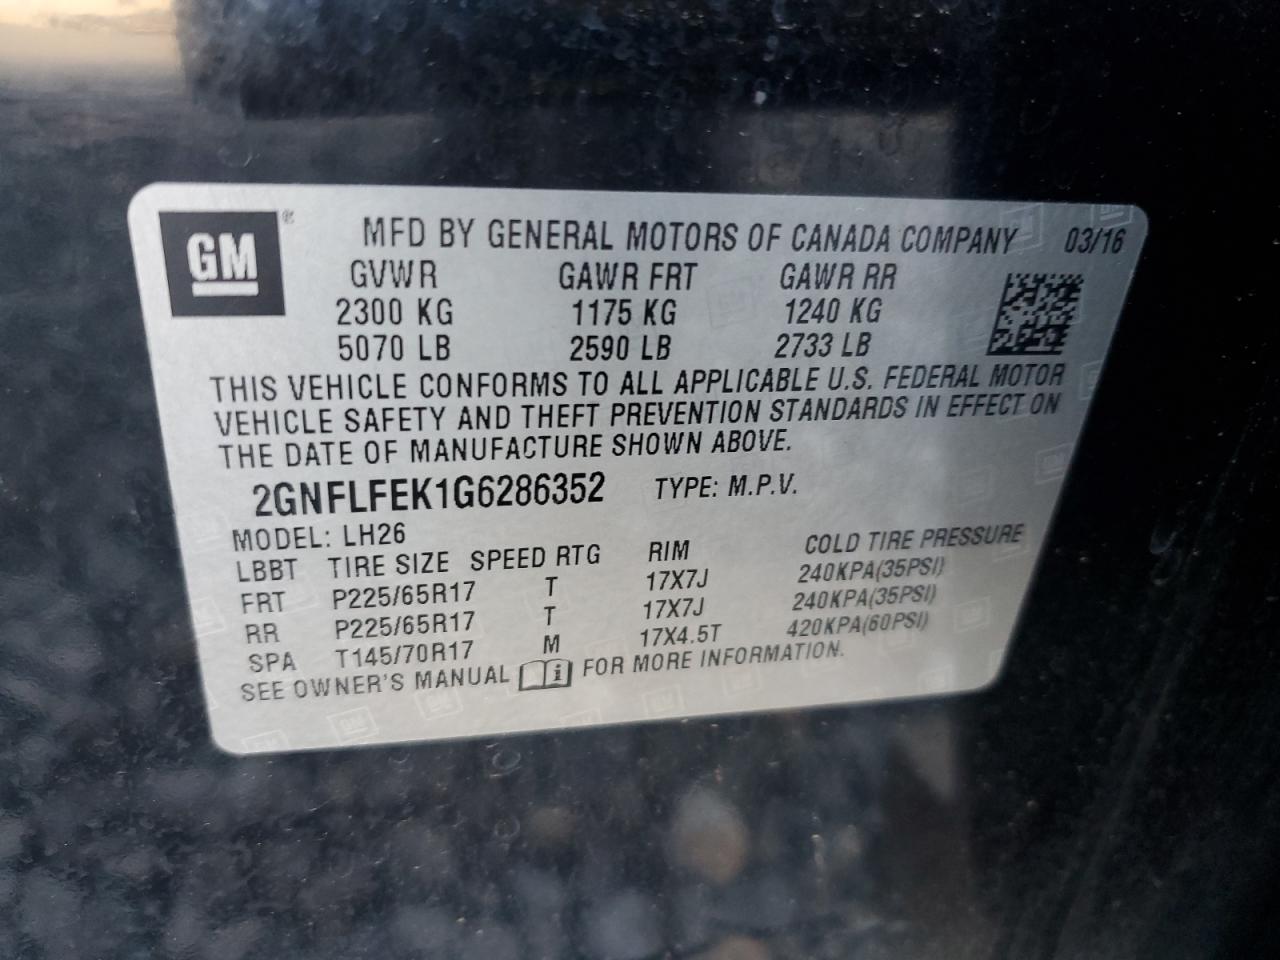 GM®
MFD BY GENERAL MOTORS OF CANADA COMPANY 03/16
GVWR GAWR FRT GAWR RR
2300 KG 1175 KG 1240 KG
5070 LB 2590 LB 2733 LB
THIS VEHICLE CONFORMS TO ALL APPLICABLE U.S. FEDERAL MOTOR
VEHICLE SAFETY AND THEFT PREVENTION STANDARDS IN EFFECT ON
THE DATE OF MANUFACTURE SHOWN ABOVE.
2GNFLFEK1G6286352 TYPE: M.P.V.
MODEL: LH26
LBBT TIRE SIZE SPEED RTG RIM COLD TIRE PRESSURE
FRT P225/65R17 T 17X7J 240KPA(35PSI)
RR P225/65R17 T 17X7J 240KPA(35PSI)
SPA T145/70R17 M 17X4.5T 420KPA(60PSI)
SEE OWNER'S MANUAL i FOR MORE INFORMATION.